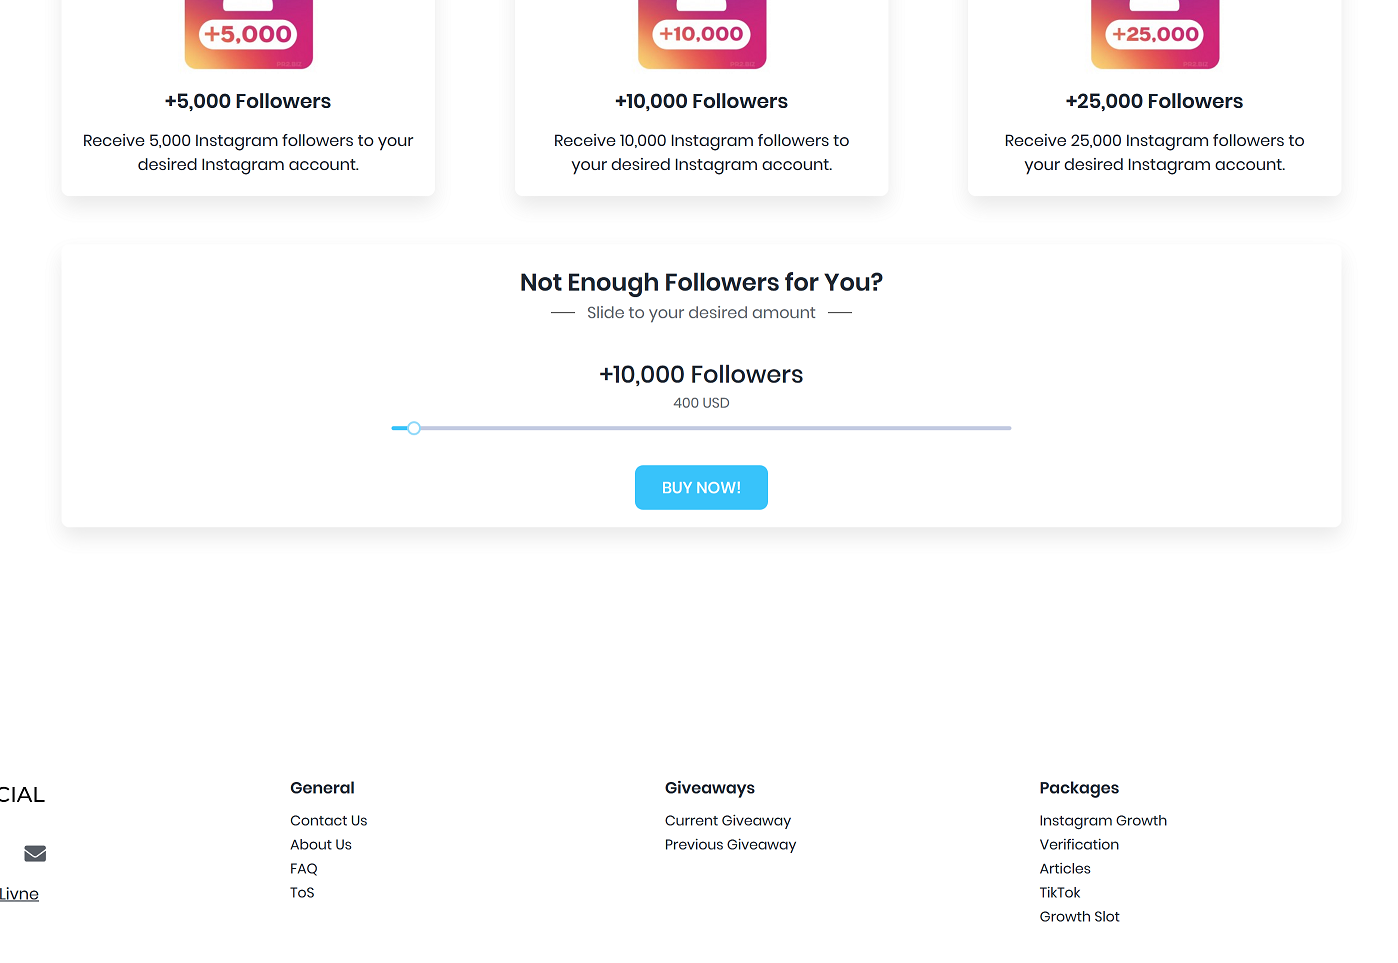 +5,000
+10,000
+25,000
+5,000 Followers
+10,000 Followers
+25,000 Followers
Receive 5,000 Instagram followers to your
desired Instagram account.
Receive 10,000 Instagram followers to
your desired Instagram account.
Receive 25,000 Instagram followers to
your desired Instagram account.
Not Enough Followers for You?
Slide to your desired amount
+10,000 Followers
400 USD
BUY NOW!
CIAL
Livne
General
Contact Us
About Us
FAQ
ToS
Giveaways
Current Giveaway
Previous Giveaway
Packages
Instagram Growth
Verification
Articles
TikTok
Growth Slot